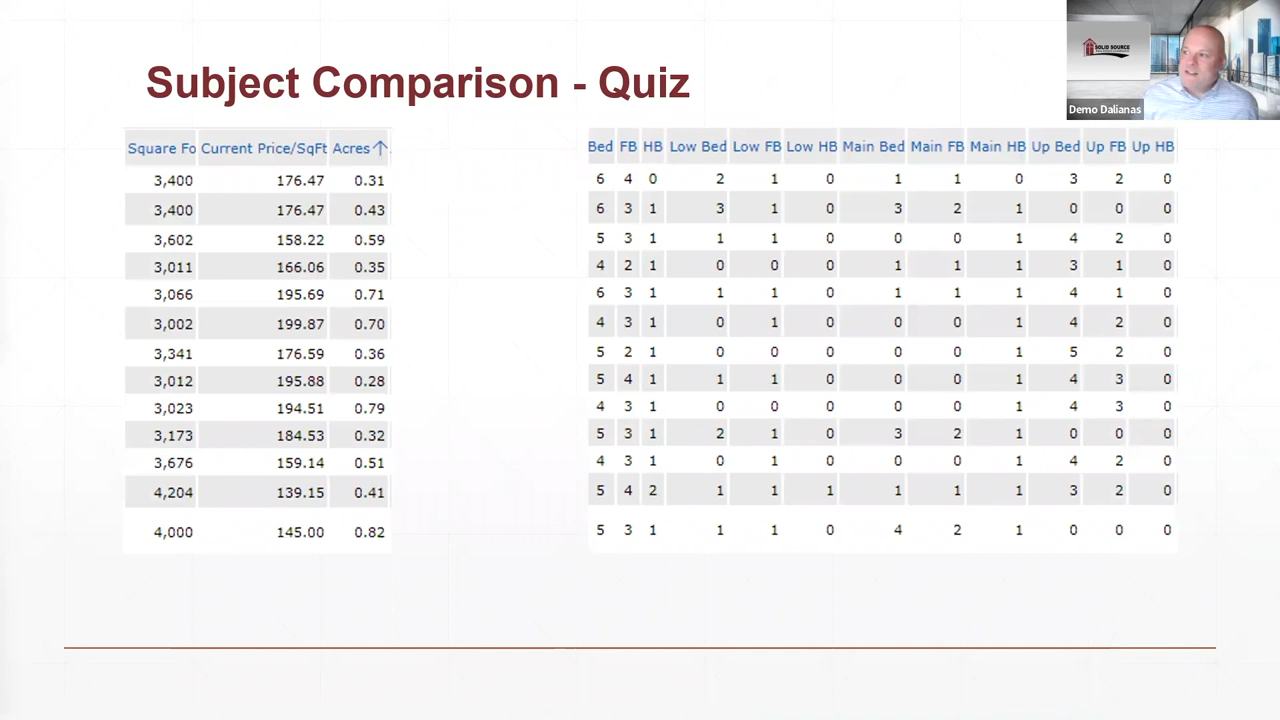 Subject Comparison - Quiz
SOLID SOURCE
Demo Dalianas
Square Fo Current Price/SqFt Acres↑
3,400 176.47 0.31
3,400 176.47 0.43
3,602 158.22 0.59
3,011 166.06 0.35
3,066 195.69 0.71
3,002 199.87 0.70
3,341 176.59 0.36
3,012 195.88 0.28
3,023 194.51 0.79
3,173 184.53 0.32
3,676 159.14 0.51
4,204 139.15 0.41
4,000 145.00 0.82
Bed FB HB Low Bed Low FB Low HB Main Bed Main FB Main HB Up Bed Up FB Up HB
6 4 0 2 1 0 1 1 0 3 2 0
6 3 1 3 1 0 3 2 1 0 0 0
5 3 1 1 1 0 0 0 1 4 2 0
4 2 1 0 0 0 1 1 1 3 1 0
6 3 1 1 1 0 1 1 1 4 1 0
4 3 1 0 1 0 0 0 1 4 2 0
5 2 1 0 0 0 0 0 1 5 2 0
5 4 1 1 1 0 0 0 1 4 3 0
4 3 1 0 0 0 0 0 1 4 3 0
5 3 1 2 1 0 3 2 1 0 0 0
4 3 1 0 1 0 0 0 1 4 2 0
5 4 2 1 1 1 1 1 1 3 2 0
5 3 1 1 1 0 4 2 1 0 0 0